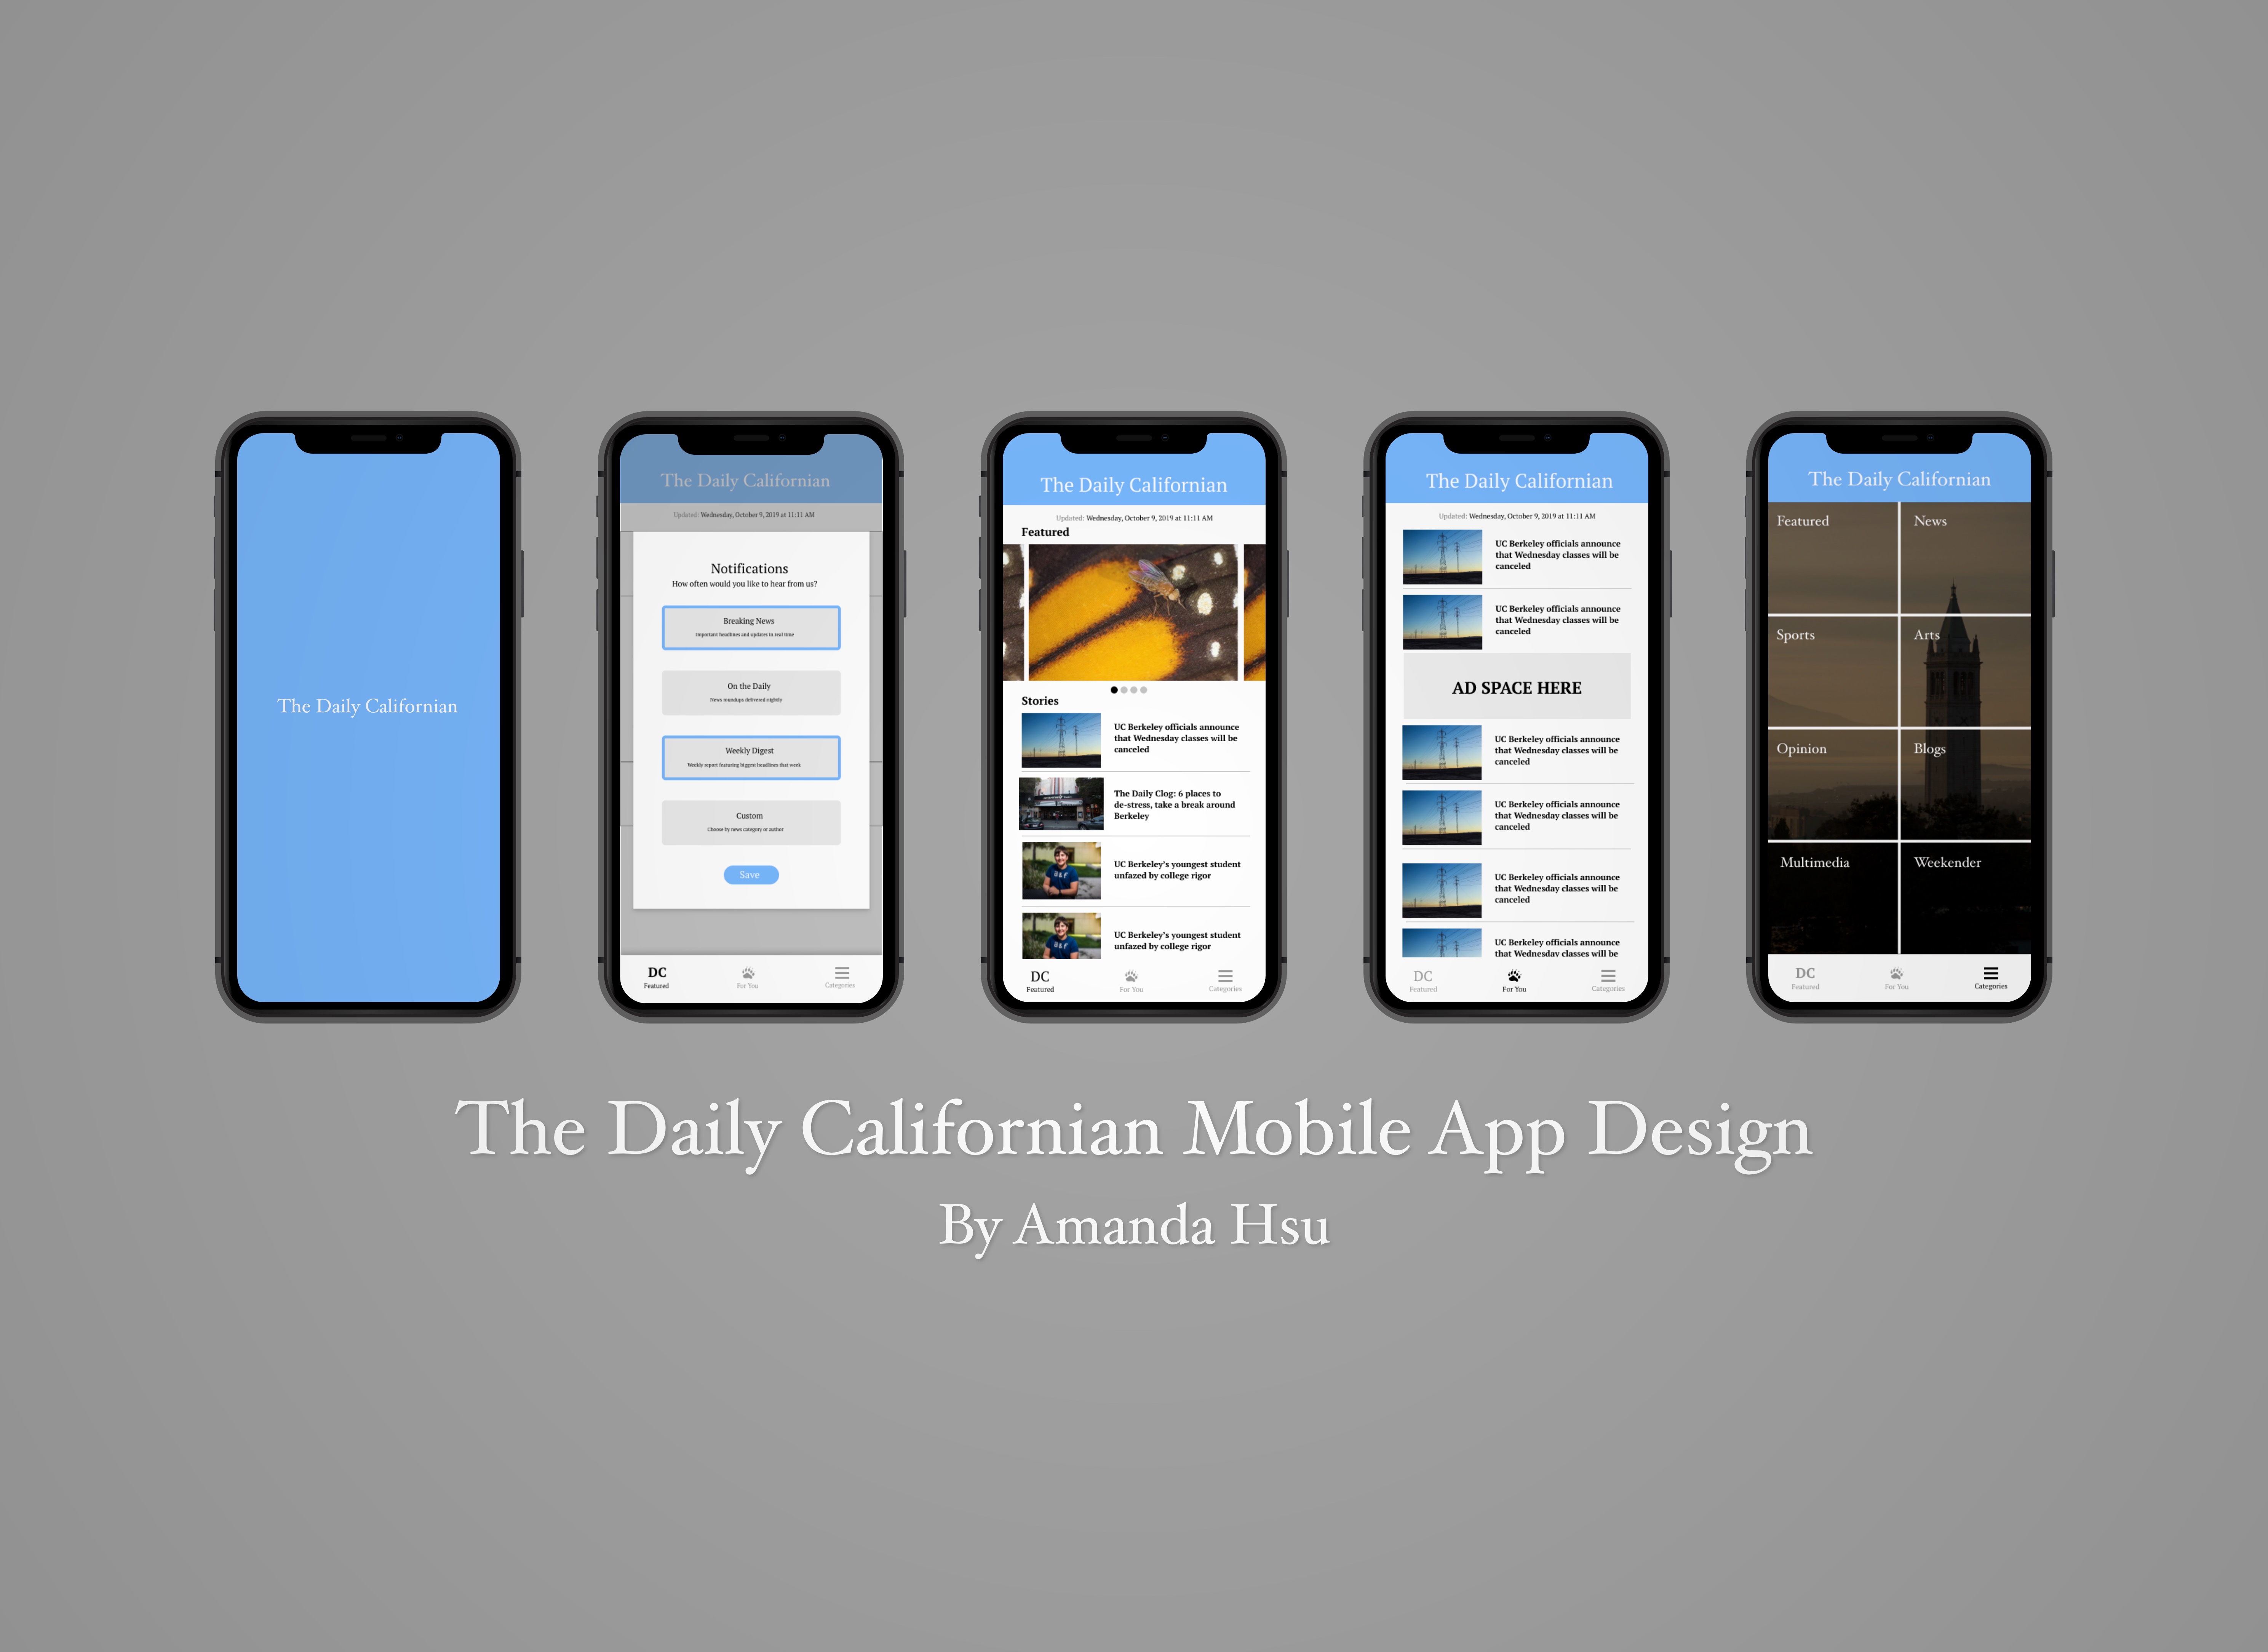 The Daily Californian
The Daily Californian
Updated: Wednesday, October 9, 2019 at 11:11 AM
Notifications
How often would you like to hear from us?
Breaking News
Important headlines and updates in real time
On the Daily
News roundups delivered nightly
Weekly Digest
Weekly report featuring biggest headlines that week
Custom
Choose by news category or author
Save
DC
Featured
For You
Categories
The Daily Californian
Updated: Wednesday, October 9, 2019 at 11:11 AM
Featured
Stories
UC Berkeley officials announce
that Wednesday classes will be
canceled
The Daily Clog: 6 places to
de-stress, take a break around
Berkeley
UC Berkeley's youngest student
unfazed by college rigor
UC Berkeley's youngest student
unfazed by college rigor
DC
Featured
For You
Categories
The Daily Californian
Updated: Wednesday, October 9, 2019 at 11:11 AM
UC Berkeley officials announce
that Wednesday classes will be
canceled
UC Berkeley officials announce
that Wednesday classes will be
canceled
AD SPACE HERE
UC Berkeley officials announce
that Wednesday classes will be
canceled
UC Berkeley officials announce
that Wednesday classes will be
canceled
UC Berkeley officials announce
that Wednesday classes will be
canceled
UC Berkeley officials announce
that Wednesday classes will be
DC
Featured
For You
Categories
The Daily Californian
Featured
News
Sports
Arts
Opinion
Blogs
Multimedia
Weekender
DC
Featured
For You
Categories
The Daily Californian Mobile App Design
By Amanda Hsu